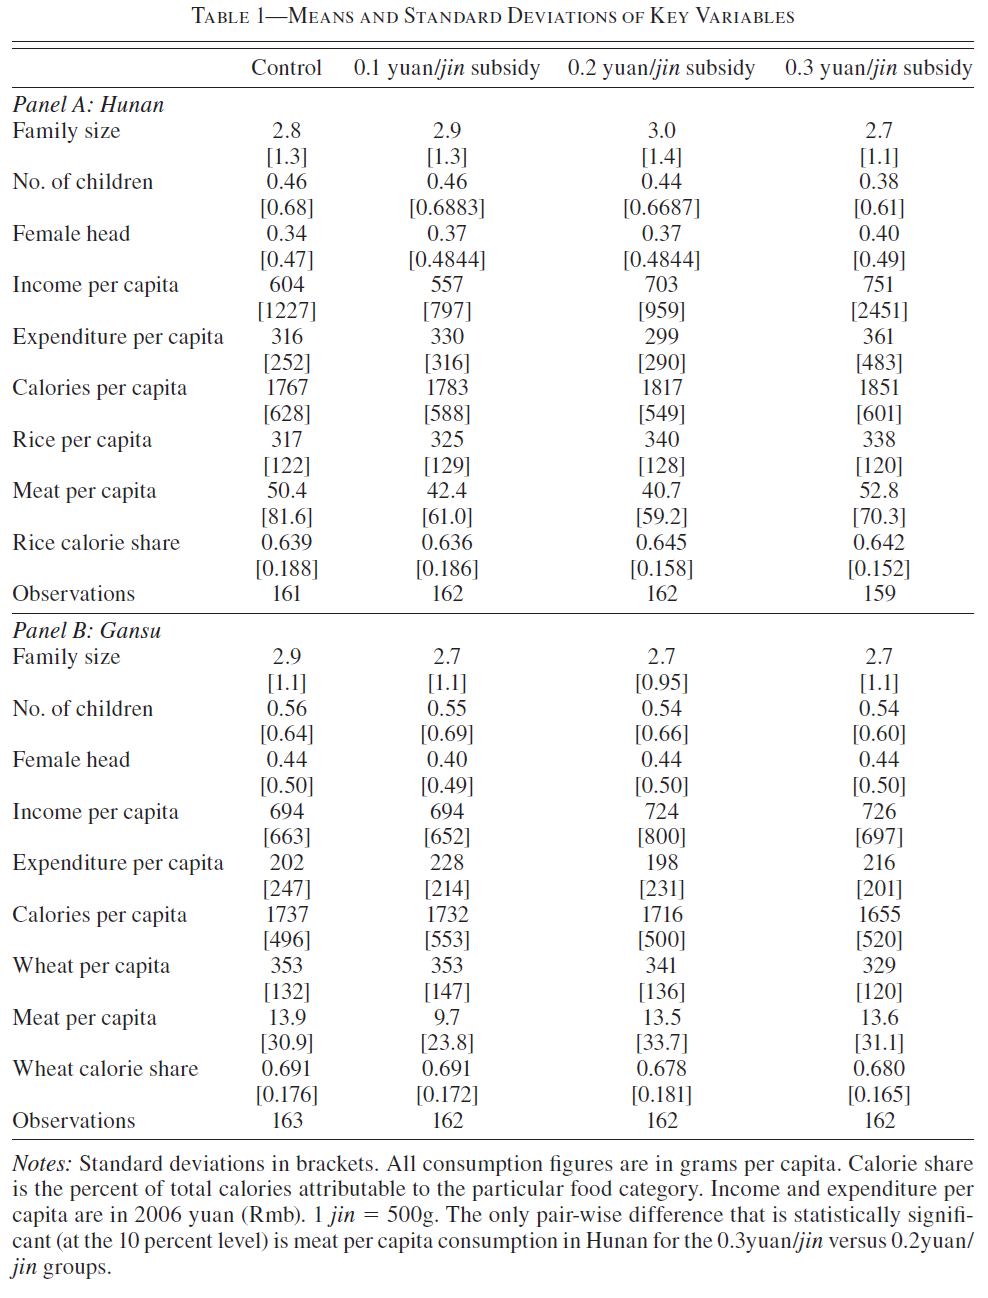 TABLE 1—MEANS AND STANDARD DEVIATIONS OF KEY VARIABLES
Control 0.1 yuan/jin subsidy 0.2 yuan/jin subsidy 0.3 yuan/jin subsidy
Panel A: Hunan
Family size 2.8 2.9 3.0 2.7
[1.3] [1.3] [1.4] [1.1]
No. of children 0.46 0.46 0.44 0.38
[0.68] [0.6883] [0.6687] [0.61]
Female head 0.34 0.37 0.37 0.40
[0.47] [0.4844] [0.4844] [0.49]
Income per capita 604 557 703 751
[1227] [797] [959] [2451]
Expenditure per capita 316 330 299 361
[252] [316] [290] [483]
Calories per capita 1767 1783 1817 1851
[628] [588] [549] [601]
Rice per capita 317 325 340 338
[122] [129] [128] [120]
Meat per capita 50.4 42.4 40.7 52.8
[81.6] [61.0] [59.2] [70.3]
Rice calorie share 0.639 0.636 0.645 0.642
[0.188] [0.186] [0.158] [0.152]
Observations 161 162 162 159
Panel B: Gansu
Family size 2.9 2.7 2.7 2.7
[1.1] [1.1] [0.95] [1.1]
No. of children 0.56 0.55 0.54 0.54
[0.64] [0.69] [0.66] [0.60]
Female head 0.44 0.40 0.44 0.44
[0.50] [0.49] [0.50] [0.50]
Income per capita 694 694 724 726
[663] [652] [800] [697]
Expenditure per capita 202 228 198 216
[247] [214] [231] [201]
Calories per capita 1737 1732 1716 1655
[496] [553] [500] [520]
Wheat per capita 353 353 341 329
[132] [147] [136] [120]
Meat per capita 13.9 9.7 13.5 13.6
[30.9] [23.8] [33.7] [31.1]
Wheat calorie share 0.691 0.691 0.678 0.680
[0.176] [0.172] [0.181] [0.165]
Observations 163 162 162 162
Notes: Standard deviations in brackets. All consumption figures are in grams per capita. Calorie share
is the percent of total calories attributable to the particular food category. Income and expenditure per
capita are in 2006 yuan (Rmb). 1 jin = 500g. The only pair-wise difference that is statistically signifi-
cant (at the 10 percent level) is meat per capita consumption in Hunan for the 0.3yuan/jin versus 0.2yuan/
jin groups.